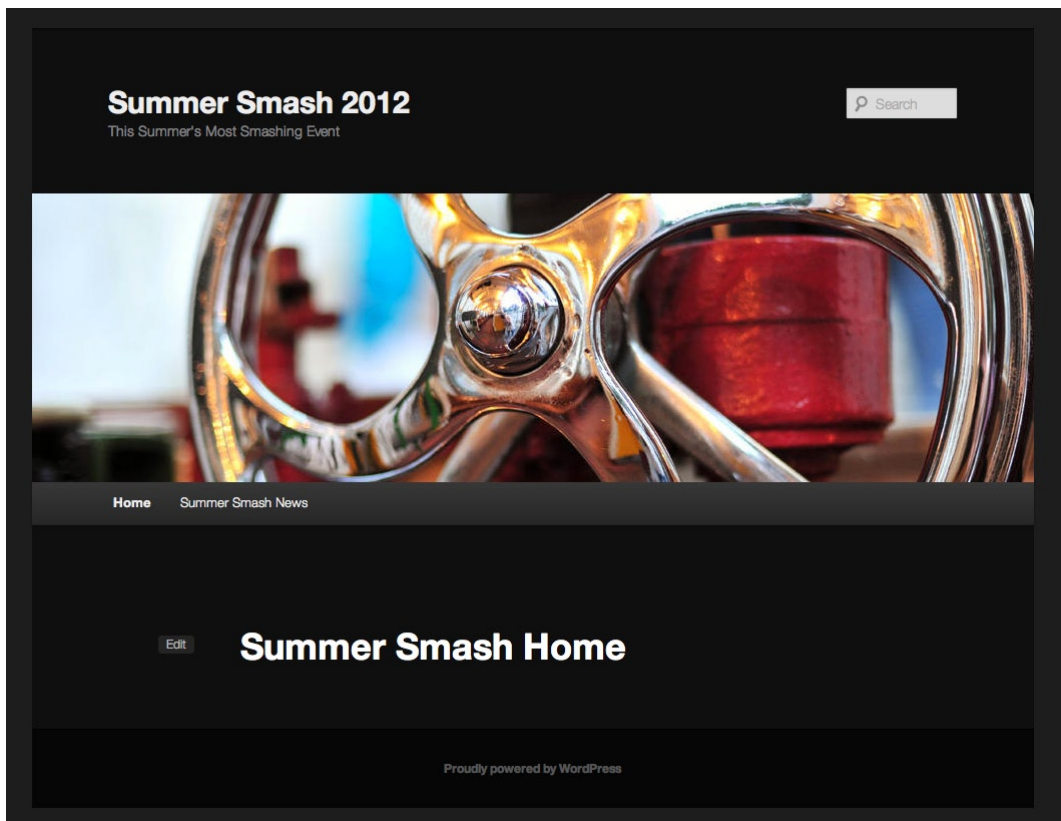 Summer Smash 2012
This Summer's Most Smashing Event
Search
Home
Summer Smash News
Edit
Summer Smash Home
Proudly powered by WordPress